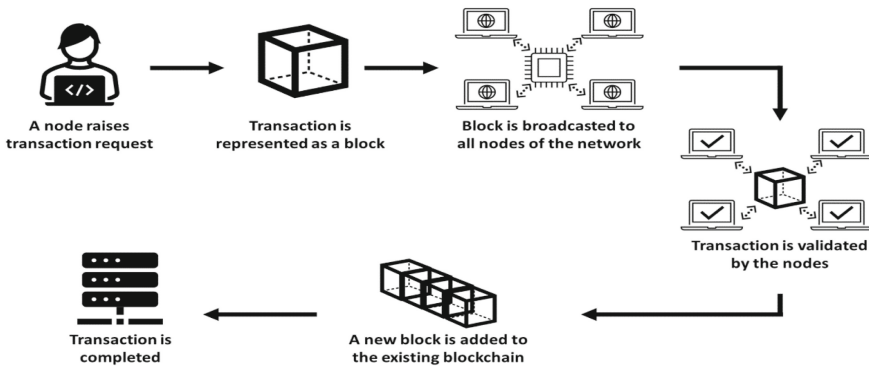 </>
A node raises
transaction request
Transaction is
represented as a block
Block is broadcasted to
all nodes of the network
Transaction is validated
by the nodes
A new block is added to
the existing blockchain
Transaction is
completed